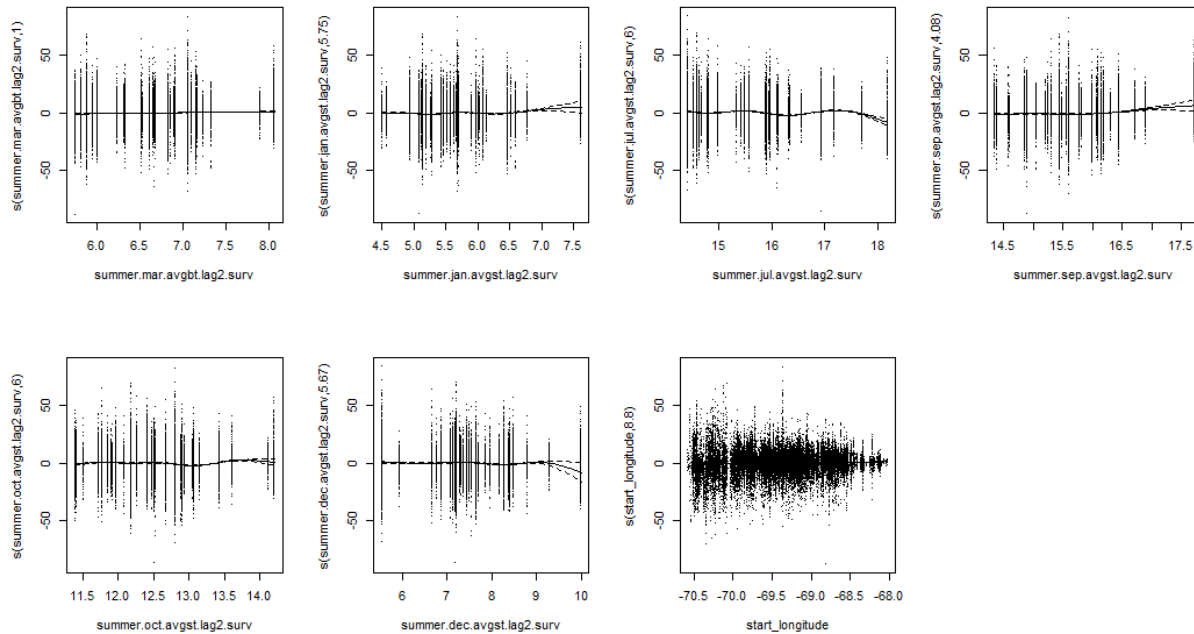 s(summer.mar.avgbt.lag2.surv,1)
50
0
-50
6.0 6.5 7.0 7.5 8.0
summer.mar.avgbt.lag2.surv
s(summer.jan.avgst.lag2.surv,5.75)
50
0
-50
4.5 5.0 5.5 6.0 6.5 7.0 7.5
summer.jan.avgst.lag2.surv
s(summer.jul.avgst.lag2.surv,6)
50
0
-50
15 16 17 18
summer.jul.avgst.lag2.surv
s(summer.sep.avgst.lag2.surv,4.08)
50
0
-50
14.5 15.5 16.5 17.5
summer.sep.avgst.lag2.surv
s(summer.oct.avgst.lag2.surv,6)
50
0
-50
11.5 12.0 12.5 13.0 13.5 14.0
summer.oct.avgst.lag2.surv
s(summer.dec.avgst.lag2.surv,5.67)
50
0
-50
6 7 8 9 10
summer.dec.avgst.lag2.surv
s(start_longitude,8.8)
50
0
-50
-70.5 -70.0 -69.5 -69.0 -68.5 -68.0
start_longitude